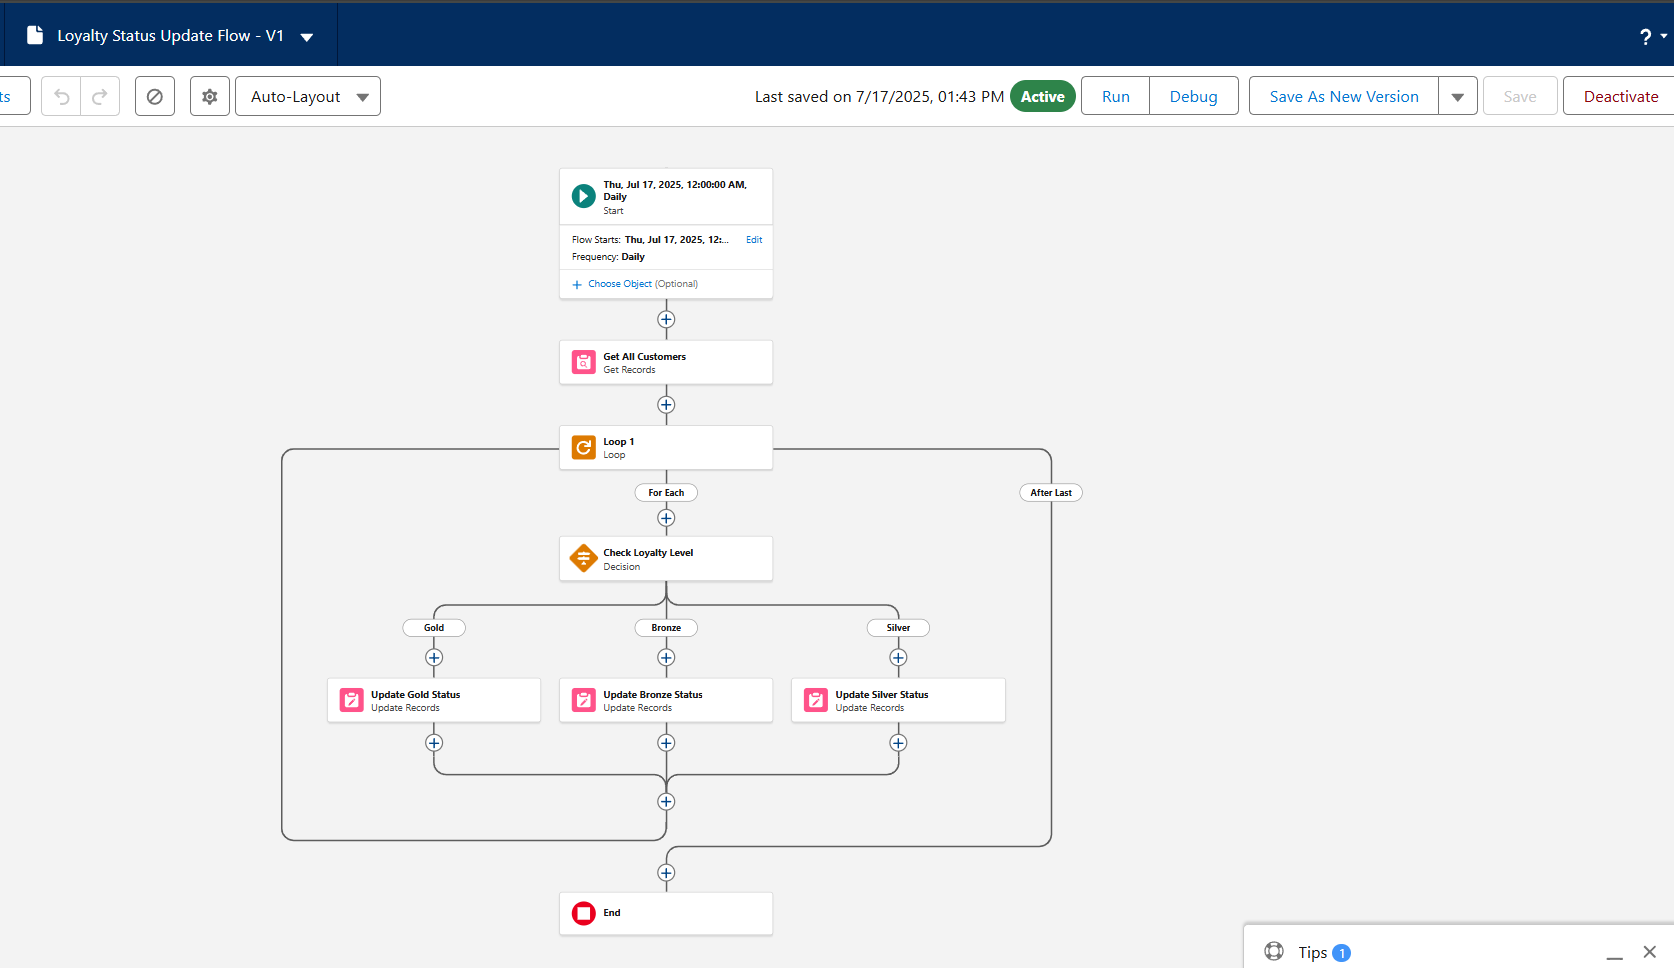 Loyalty Status Update Flow - V1
?
ts
Auto-Layout
Last saved on 7/17/2025, 01:43 PM
Active
Run
Debug
Save As New Version
Save
Deactivate
Thu, Jul 17, 2025, 12:00:00 AM,
Daily
Start
Flow Starts: Thu, Jul 17, 2025, 12:...
Edit
Frequency: Daily
+ Choose Object (Optional)
Get All Customers
Get Records
Loop 1
Loop
For Each
After Last
Check Loyalty Level
Decision
Gold
Bronze
Silver
Update Gold Status
Update Records
Update Bronze Status
Update Records
Update Silver Status
Update Records
End
Tips 1